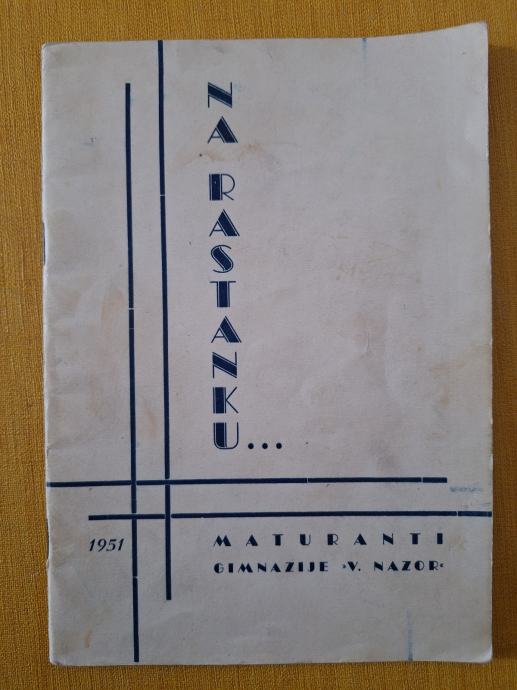 NA RASTANKU...
1951
MATURANTI
GIMNAZIJE »V. NAZOR«